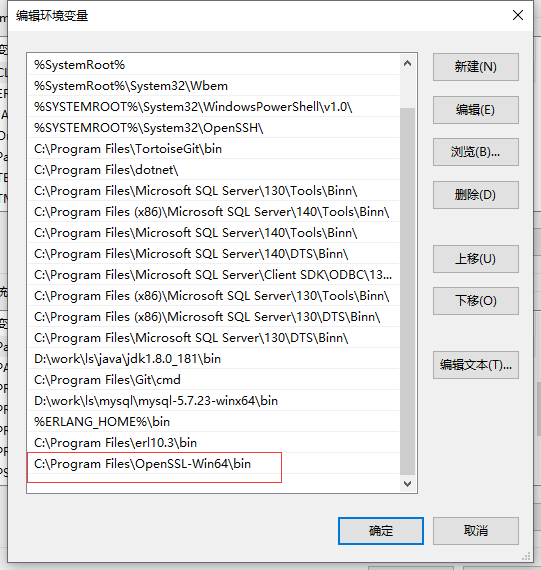 编辑环境变量
%SystemRoot%
%SystemRoot%\System32\Wbem
%SYSTEMROOT%\System32\WindowsPowerShell\v1.0\
%SYSTEMROOT%\System32\OpenSSH\
C:\Program Files\TortoiseGit\bin
C:\Program Files\dotnet\
C:\Program Files\Microsoft SQL Server\130\Tools\Binn\
C:\Program Files (x86)\Microsoft SQL Server\140\Tools\Binn\
C:\Program Files\Microsoft SQL Server\140\Tools\Binn\
C:\Program Files\Microsoft SQL Server\140\DTS\Binn\
C:\Program Files\Microsoft SQL Server\Client SDK\ODBC\13...
C:\Program Files (x86)\Microsoft SQL Server\130\Tools\Binn\
C:\Program Files (x86)\Microsoft SQL Server\130\DTS\Binn\
C:\Program Files\Microsoft SQL Server\130\DTS\Binn\
D:\work\ls\java\jdk1.8.0_181\bin
C:\Program Files\Git\cmd
D:\work\ls\mysql\mysql-5.7.23-winx64\bin
%ERLANG_HOME%\bin
C:\Program Files\erl10.3\bin
C:\Program Files\OpenSSL-Win64\bin
新建(N)
编辑(E)
浏览(B)...
删除(D)
上移(U)
下移(O)
编辑文本(T)...
确定
取消